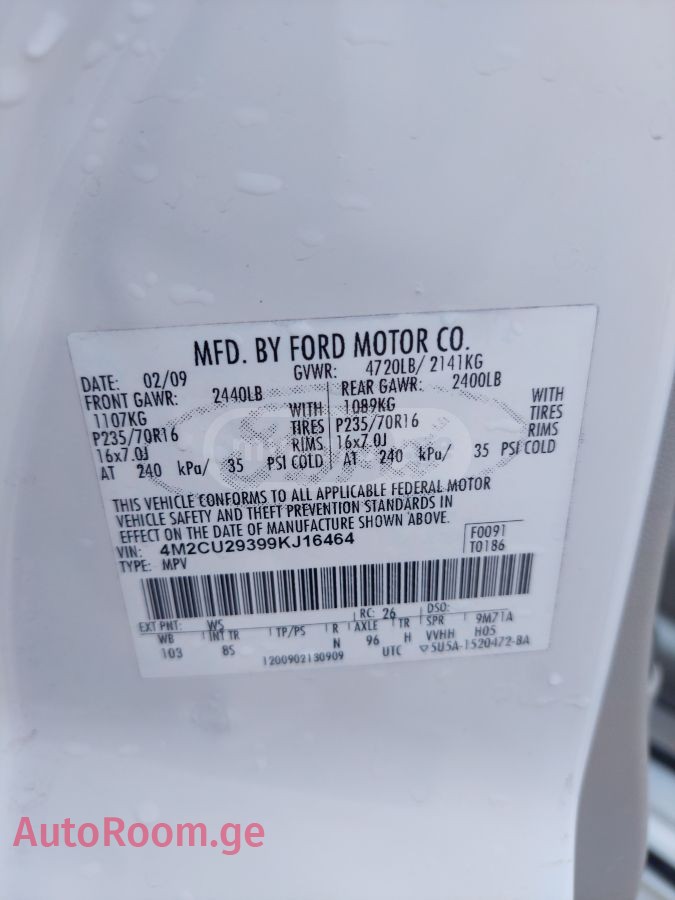 MFD. BY FORD MOTOR CO.
DATE: 02/09 GVWR: 4720LB/ 2141KG
FRONT GAWR: 2440LB REAR GAWR: 2400LB
1107KG WITH 1089KG WITH
P235/70R16 TIRES P235/70R16 TIRES
16x7.0J RIMS 16x7.0J RIMS
AT 240 kPa/ 35 PSI COLD AT 240 kPa/ 35 PSI COLD
THIS VEHICLE CONFORMS TO ALL APPLICABLE FEDERAL MOTOR
VEHICLE SAFETY AND THEFT PREVENTION STANDARDS IN
EFFECT ON THE DATE OF MANUFACTURE SHOWN ABOVE.
VIN: 4M2CU29399KJ16464 F0091
TYPE: MPV T0186
EXT PNT: WS RC: 26 DSO:
WB INT TR TP/PS R AXLE TR SPR 9M71A
103 8S N 96 H VVHH H05
1200902130909 UTC ▽5U5A-1520472-BA
AutoRoom.ge